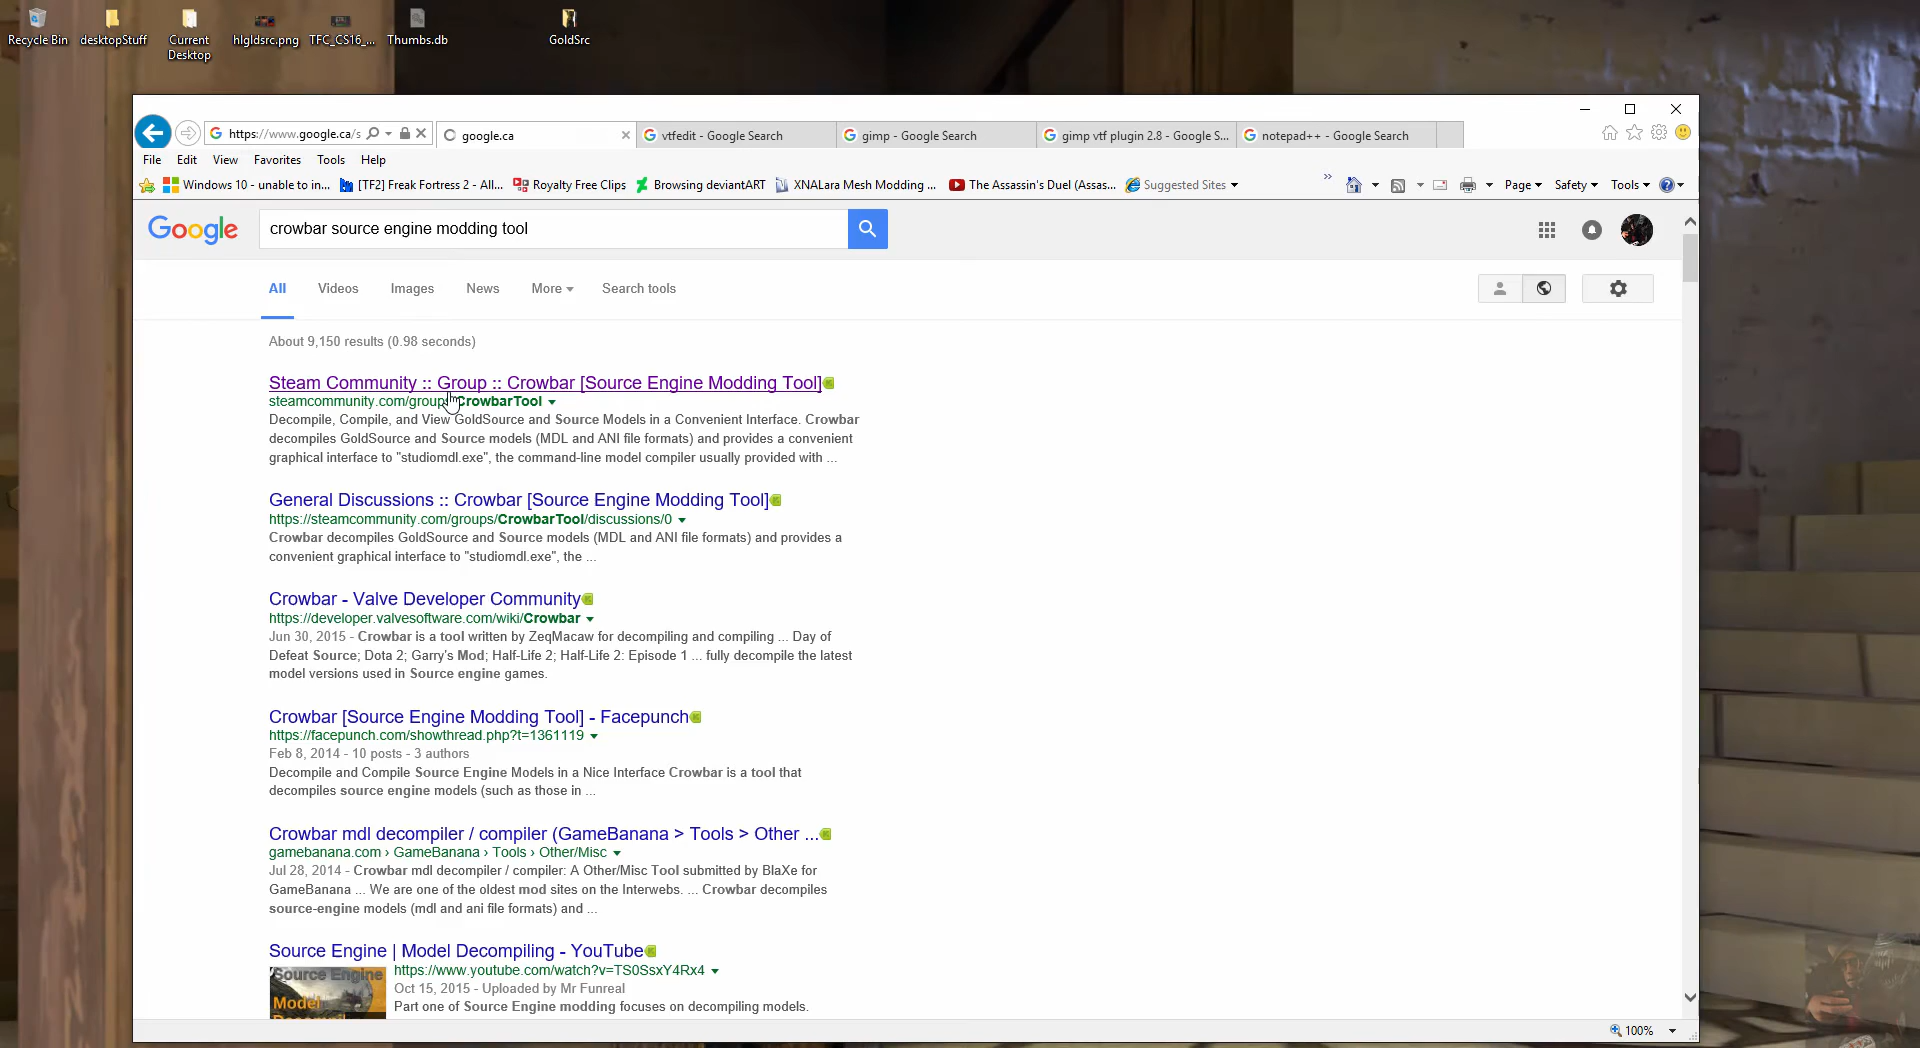 Recycle Bin
desktopStuff
Current Desktop
hlgldsrc.png
TFC_CS16_...
Thumbs.db
GoldSrc
https://www.google.ca/s
google.ca
vtfedit - Google Search
gimp - Google Search
gimp vtf plugin 2.8 - Google S...
notepad++ - Google Search
File Edit View Favorites Tools Help
Windows 10 - unable to in...
[TF2] Freak Fortress 2 - All...
Royalty Free Clips
Browsing deviantART
XNALara Mesh Modding ...
The Assassin's Duel (Assas...
Suggested Sites
»
Page
Safety
Tools
Google
crowbar source engine modding tool
All Videos Images News More Search tools
About 9,150 results (0.98 seconds)
Steam Community :: Group :: Crowbar [Source Engine Modding Tool]
steamcommunity.com/group CrowbarTool
Decompile, Compile, and View GoldSource and Source Models in a Convenient Interface. Crowbar
decompiles GoldSource and Source models (MDL and ANI file formats) and provides a convenient
graphical interface to "studiomdl.exe", the command-line model compiler usually provided with ...
General Discussions :: Crowbar [Source Engine Modding Tool]
https://steamcommunity.com/groups/CrowbarTool/discussions/0
Crowbar decompiles GoldSource and Source models (MDL and ANI file formats) and provides a
convenient graphical interface to "studiomdl.exe", the ...
Crowbar - Valve Developer Community
https://developer.valvesoftware.com/wiki/Crowbar
Jun 30, 2015 - Crowbar is a tool written by ZeqMacaw for decompiling and compiling ... Day of
Defeat Source; Dota 2; Garry's Mod; Half-Life 2; Half-Life 2: Episode 1 ... fully decompile the latest
model versions used in Source engine games.
Crowbar [Source Engine Modding Tool] - Facepunch
https://facepunch.com/showthread.php?t=1361119
Feb 8, 2014 - 10 posts - 3 authors
Decompile and Compile Source Engine Models in a Nice Interface Crowbar is a tool that
decompiles source engine models (such as those in ...
Crowbar mdl decompiler / compiler (GameBanana > Tools > Other ...
gamebanana.com › GameBanana › Tools › Other/Misc
Jul 28, 2014 - Crowbar mdl decompiler / compiler: A Other/Misc Tool submitted by BlaXe for
GameBanana ... We are one of the oldest mod sites on the Interwebs. ... Crowbar decompiles
source-engine models (mdl and ani file formats) and ...
Source Engine | Model Decompiling - YouTube
https://www.youtube.com/watch?v=TS0SsxY4Rx4
Oct 15, 2015 - Uploaded by Mr Funreal
Part one of Source Engine modding focuses on decompiling models.
Source Engine
Model
100%